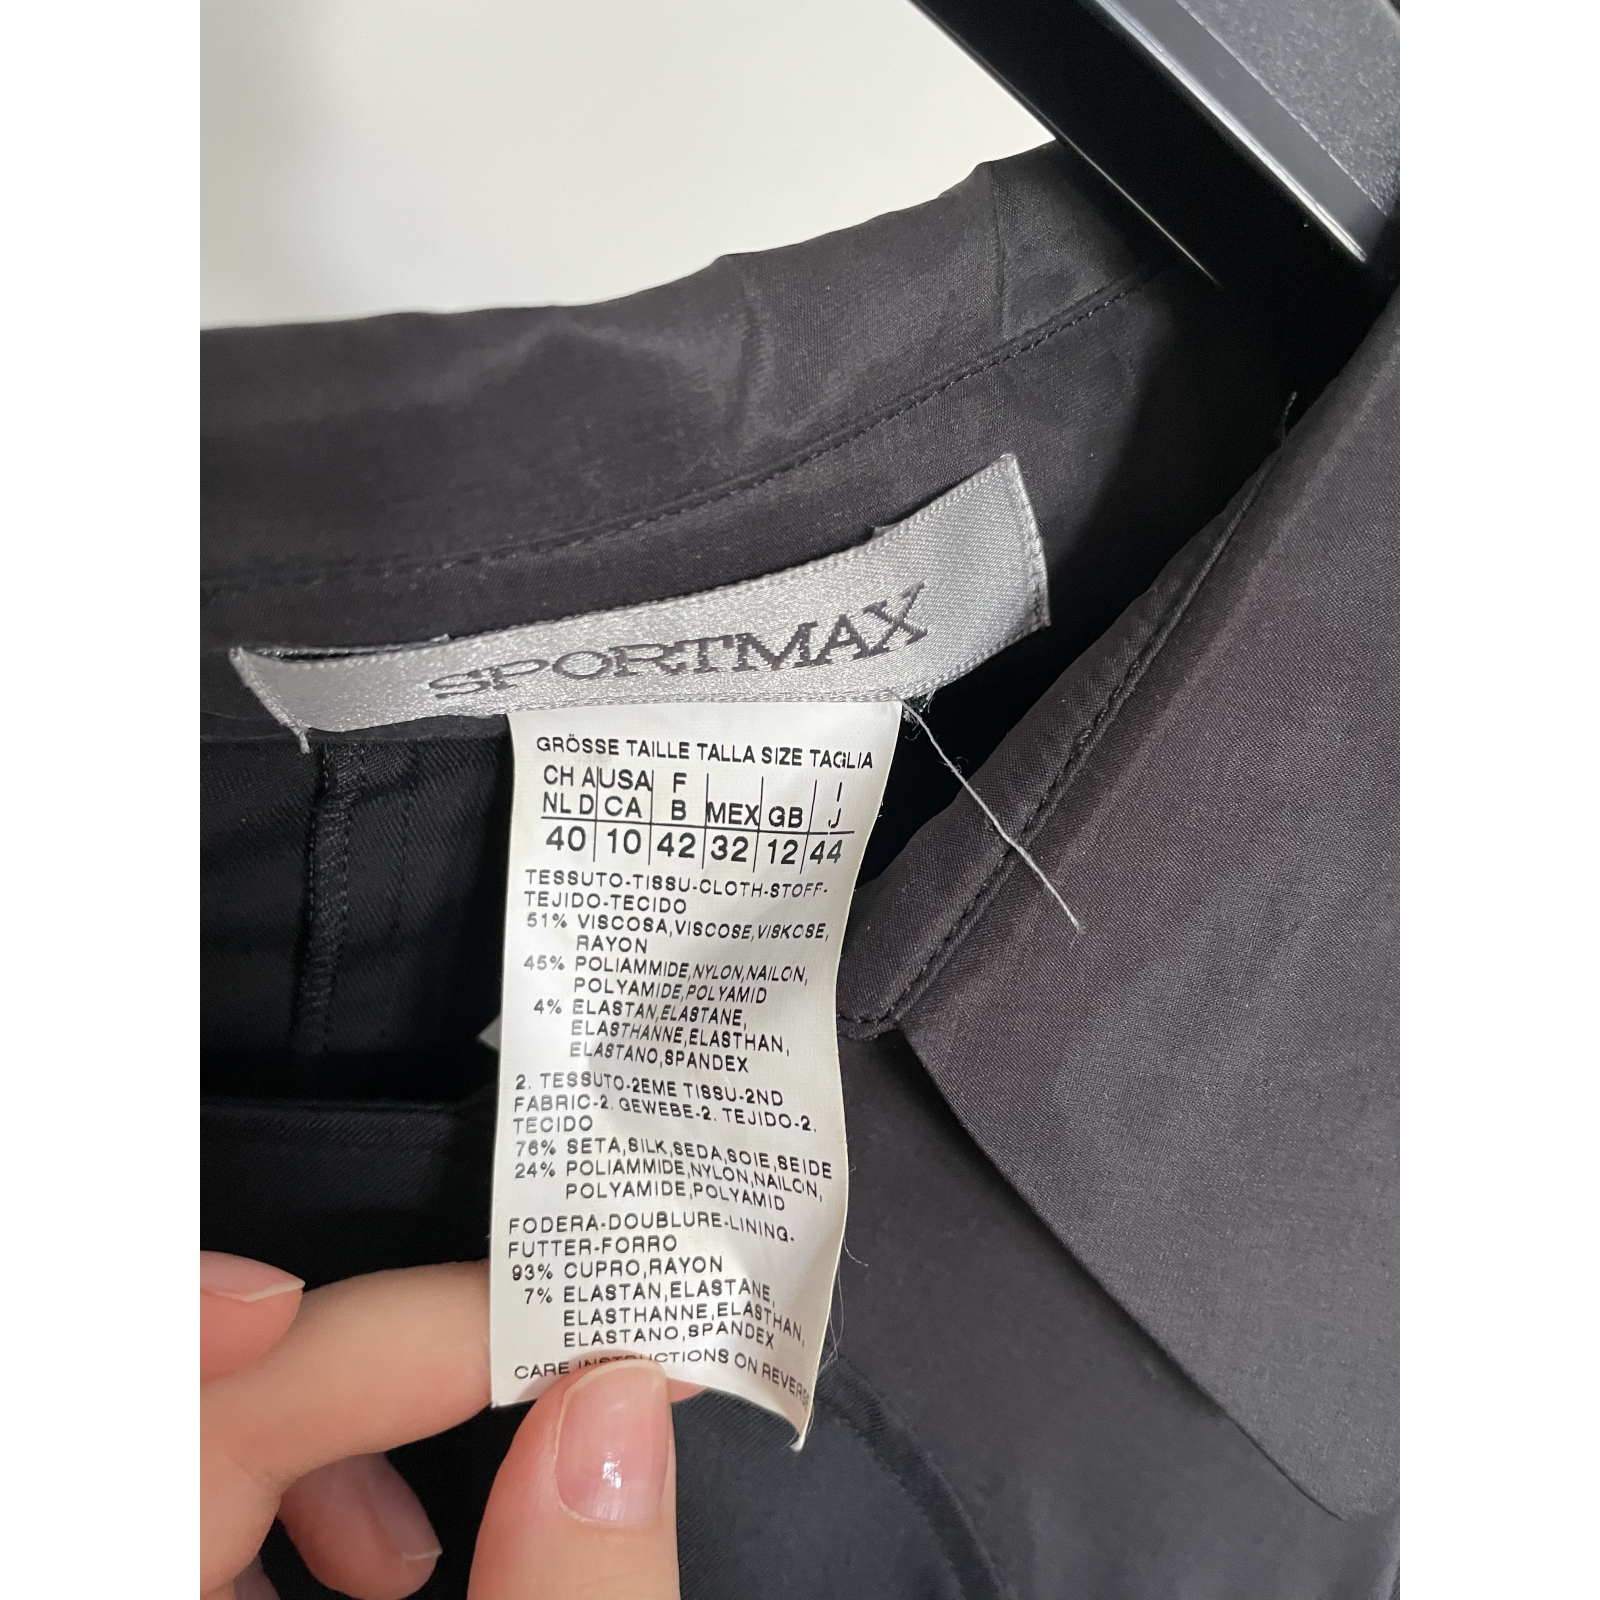 SPORTMAX
GRÖSSE TAILLE TALLA SIZE TAGLIA
CH A USA F I
NL D CA B MEX GB J
40 10 42 32 12 44
TESSUTO-TISSU-CLOTH-STOFF-
TEJIDO-TECIDO
51% VISCOSA,VISCOSE,VISKOSE,
RAYON
45% POLIAMMIDE,NYLON,NAILON,
POLYAMIDE,POLYAMID
4% ELASTAN,ELASTANE,
ELASTHANNE,ELASTHAN,
ELASTANO,SPANDEX
2. TESSUTO-2EME TISSU-2ND
FABRIC-2. GEWEBE-2. TEJIDO-2.
TECIDO
76% SETA,SILK,SEDA,SOIE,SEIDE
24% POLIAMMIDE,NYLON,NAILON,
POLYAMIDE,POLYAMID
FODERA-DOUBLURE-LINING-
FUTTER-FORRO
93% CUPRO,RAYON
7% ELASTAN,ELASTANE,
ELASTHANNE,ELASTHAN,
ELASTANO,SPANDEX
CARE INSTRUCTIONS ON REVERS